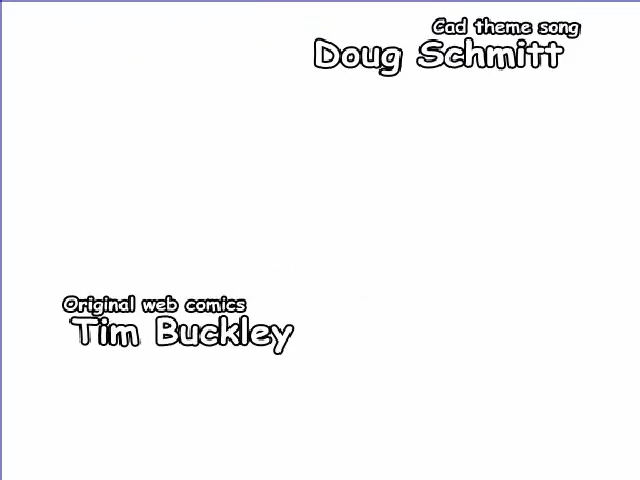 Cad theme song
Doug Schmitt
Original web comics
Tim Buckley